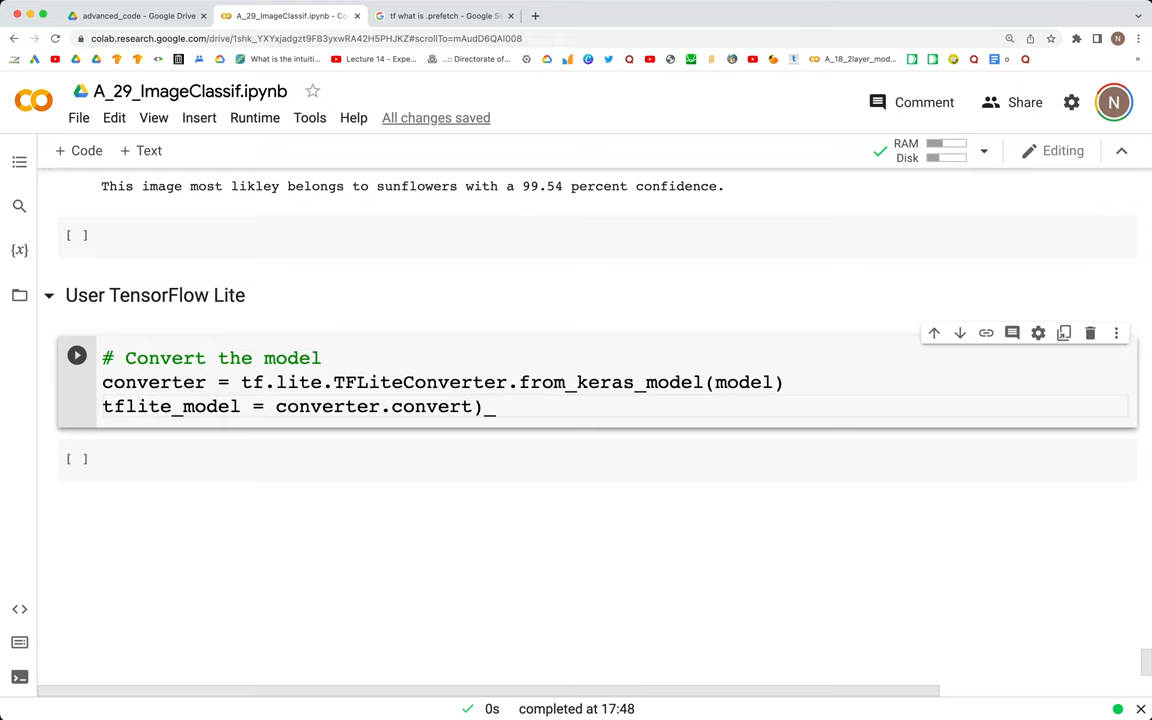 advanced_code - Google Drive
A_29_ImageClassif.ipynb - Co
tf what is .prefetch - Google Se
colab.research.google.com/drive/1shk_YXYxjadgzt9F83yxwRA42H5PHJKZ#scrollTo=mAudD6QAl008
N
What is the intuiti...
Lecture 14 - Expe...
..:: Directorate of...
A_18_2layer_mod...
»
CO
A_29_ImageClassif.ipynb
Comment
Share
N
File Edit View Insert Runtime Tools Help All changes saved
+ Code + Text
RAM
Disk
Editing
This image most likley belongs to sunflowers with a 99.54 percent confidence.
[ ]
{x}
User TensorFlow Lite
# Convert the model
converter = tf.lite.TFLiteConverter.from_keras_model(model)
tflite_model = converter.convert)_
[ ]
0s completed at 17:48